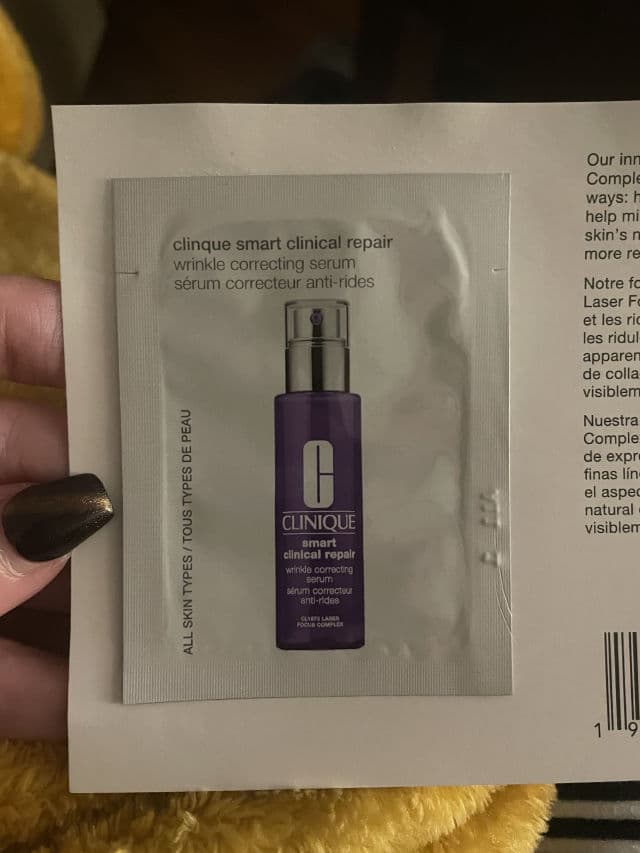 clinque smart clinical repair
wrinkle correcting serum
sérum correcteur anti-rides
ALL SKIN TYPES / TOUS TYPES DE PEAU
CLINIQUE
smart
clinical repair
wrinkle correcting
serum
sérum correcteur
anti-rides
CL1870 LASER
FOCUS COMPLEX
Our inn
Comple
ways: h
help mi
skin's n
more re
Notre fo
Laser Fo
et les rid
les ridul
apparen
de colla
visiblem
Nuestra
Comple
de expr
finas lín
el aspec
natural
visiblem
1 9